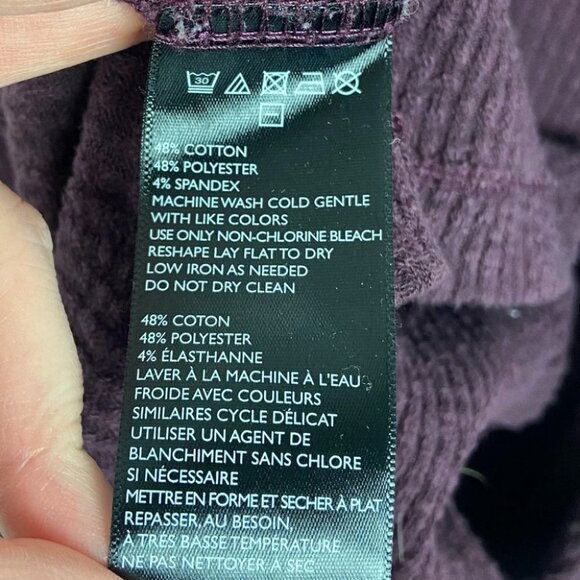 30
48% COTTON
48% POLYESTER
4% SPANDEX
MACHINE WASH COLD GENTLE
WITH LIKE COLORS
USE ONLY NON-CHLORINE BLEACH
RESHAPE LAY FLAT TO DRY
LOW IRON AS NEEDED
DO NOT DRY CLEAN
48% COTON
48% POLYESTER
4% ÉLASTHANNE
LAVER À LA MACHINE À L'EAU
FROIDE AVEC COULEURS
SIMILAIRES CYCLE DÉLICAT
UTILISER UN AGENT DE
BLANCHIMENT SANS CHLORE
SI NÉCESSAIRE
METTRE EN FORME ET SECHER À PLAT
REPASSER, AU BESOIN,
À TRÉS BASSE TEMPERATURE
NE PAS NETTOYER À SEC